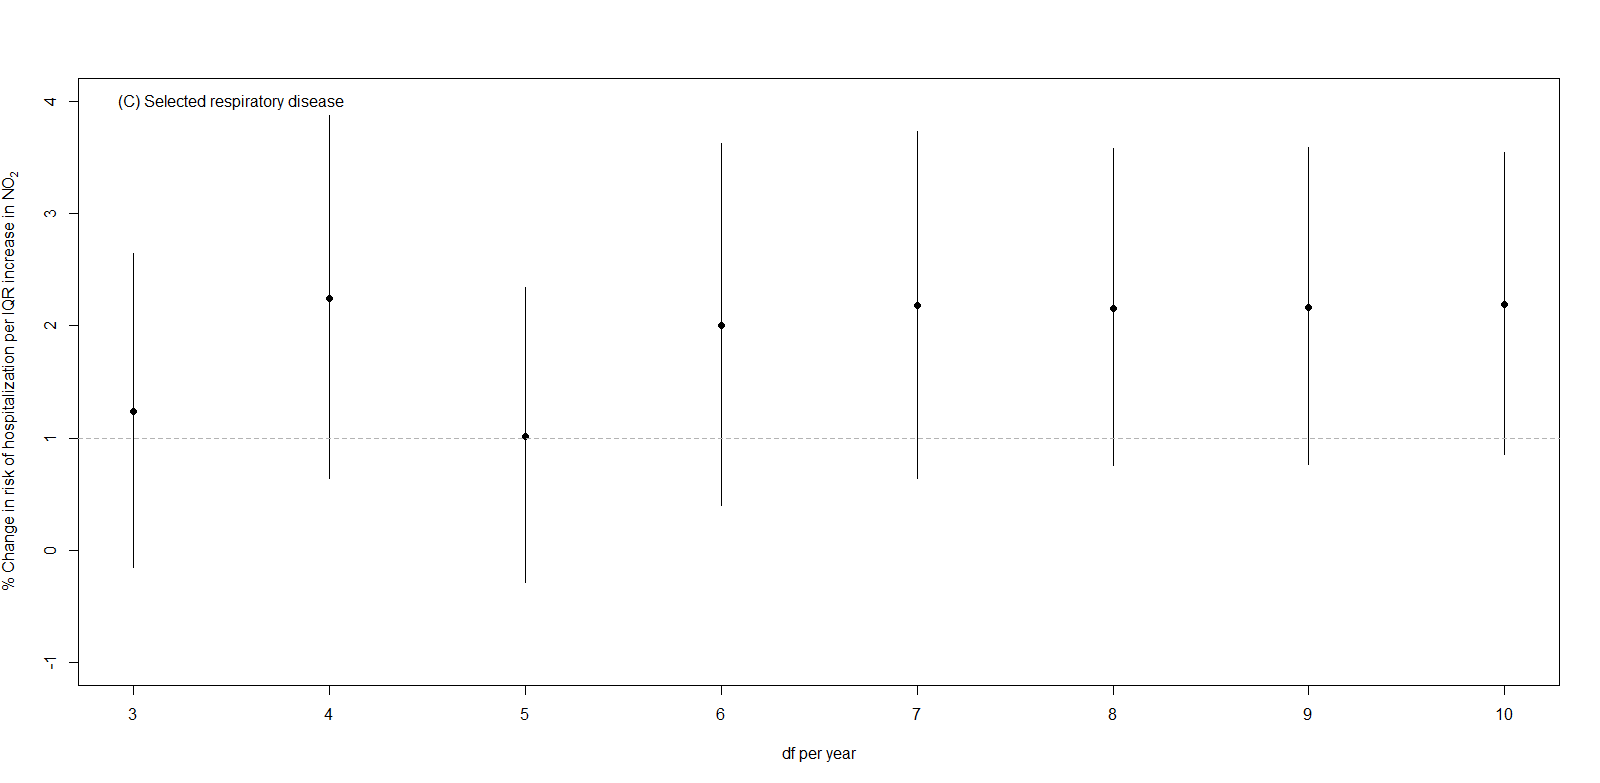 (C) Selected respiratory disease
% Change in risk of hospitalization per IQR increase in NO₂
4
3
2
1
0
-1
3 4 5 6 7 8 9 10
df per year